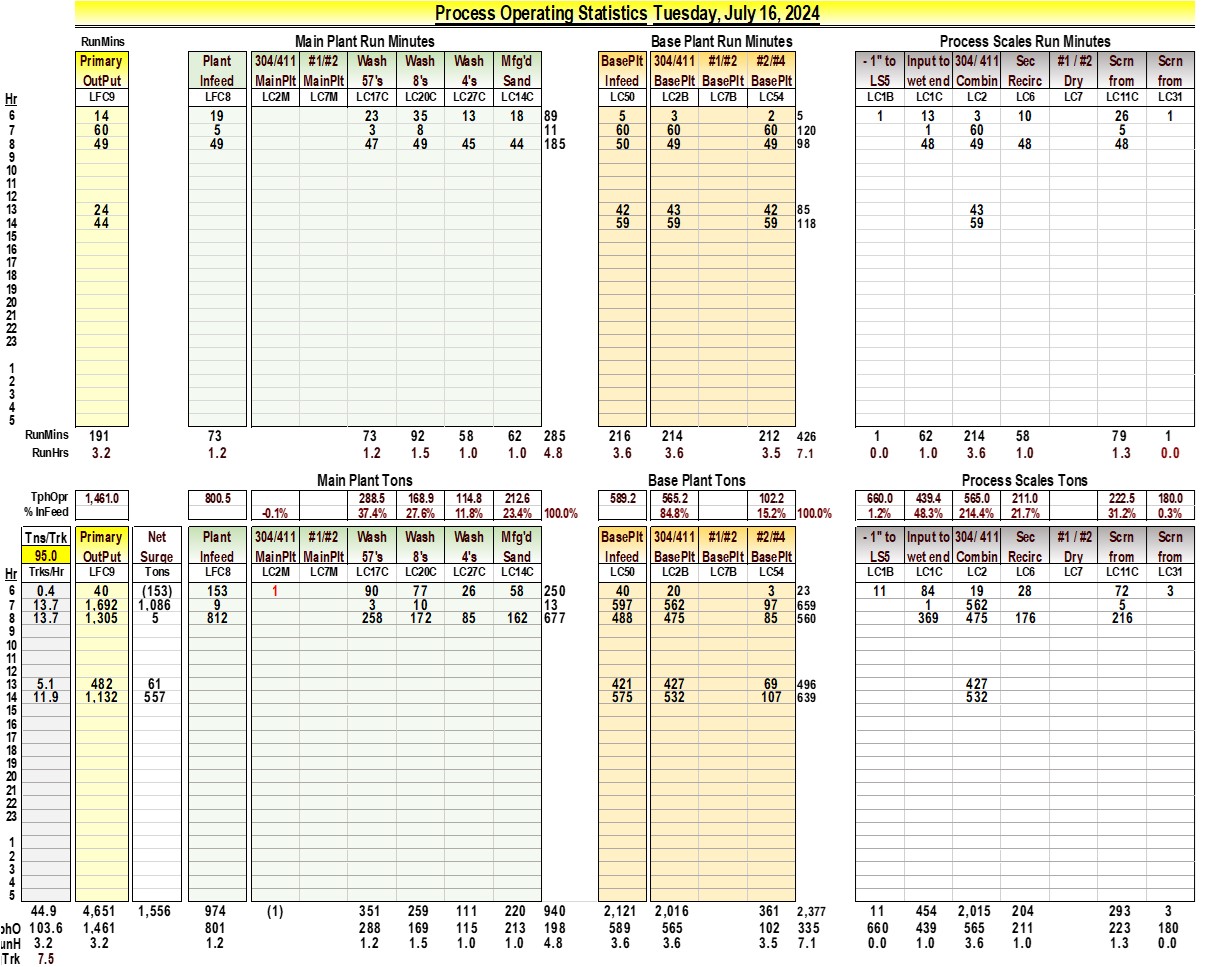 Process Operating Statistics Tuesday, July 16, 2024
RunMins Main Plant Run Minutes Base Plant Run Minutes Process Scales Run Minutes
Primary Plant 304/411 #1/#2 Wash Wash Wash Mfg'd BasePlt 304/411 #1/#2 #2/#4 - 1" to Input to 304/ 411 Sec #1 / #2 Scrn Scrn
OutPut Infeed MainPlt MainPlt 57's 8's 4's Sand Infeed BasePlt BasePlt BasePlt LS5 wet end Combin Recirc Dry from from
Hr LFC9 LFC8 LC2M LC7M LC17C LC20C LC27C LC14C LC50 LC2B LC7B LC54 LC1B LC1C LC2 LC6 LC7 LC11C LC31
6 14 19 23 35 13 18 89 5 3 2 5 1 13 3 10 26 1
7 60 5 3 8 11 60 60 60 120 1 60 5
8 49 49 47 49 45 44 185 50 49 49 98 48 49 48 48
9
10
11
12
13 24 42 43 42 85 43
14 44 59 59 59 118 59
15
16
17
18
19
20
21
22
23
1
2
3
4
5
RunMins 191 73 73 92 58 62 285 216 214 212 426 1 62 214 58 79 1
RunHrs 3.2 1.2 1.2 1.5 1.0 1.0 4.8 3.6 3.6 3.5 7.1 0.0 1.0 3.6 1.0 1.3 0.0
Main Plant Tons Base Plant Tons Process Scales Tons
TphOpr 1,461.0 800.5 288.5 168.9 114.8 212.6 589.2 565.2 102.2 660.0 439.4 565.0 211.0 222.5 180.0
% InFeed -0.1% 37.4% 27.6% 11.8% 23.4% 100.0% 84.8% 15.2% 100.0% 1.2% 48.3% 214.4% 21.7% 31.2% 0.3%
Tns/Trk Primary Net Plant 304/411 #1/#2 Wash Wash Wash Mfg'd BasePlt 304/411 #1/#2 #2/#4 - 1" to Input to 304/ 411 Sec #1 / #2 Scrn Scrn
95.0 OutPut Surge Infeed MainPlt MainPlt 57's 8's 4's Sand Infeed BasePlt BasePlt BasePlt LS5 wet end Combin Recirc Dry from from
Hr Trks/Hr LFC9 Tons LFC8 LC2M LC7M LC17C LC20C LC27C LC14C LC50 LC2B LC7B LC54 LC1B LC1C LC2 LC6 LC7 LC11C LC31
6 0.4 40 (153) 153 1 90 77 26 58 250 40 20 3 23 11 84 19 28 72 3
7 13.7 1,692 1,086 9 3 10 13 597 562 97 659 1 562 5
8 13.7 1,305 5 812 258 172 85 162 677 488 475 85 560 369 475 176 216
9
10
11
12
13 5.1 482 61 421 427 69 496 427
14 11.9 1,132 557 575 532 107 639 532
15
16
17
18
19
20
21
22
23
1
2
3
4
5
44.9 4,651 1,556 974 (1) 351 259 111 220 940 2,121 2,016 361 2,377 11 454 2,015 204 293 3
phO 103.6 1,461 801 288 169 115 213 198 589 565 102 335 660 439 565 211 223 180
unH 3.2 3.2 1.2 1.2 1.5 1.0 1.0 4.8 3.6 3.6 3.5 7.1 0.0 1.0 3.6 1.0 1.3 0.0
Trk 7.5